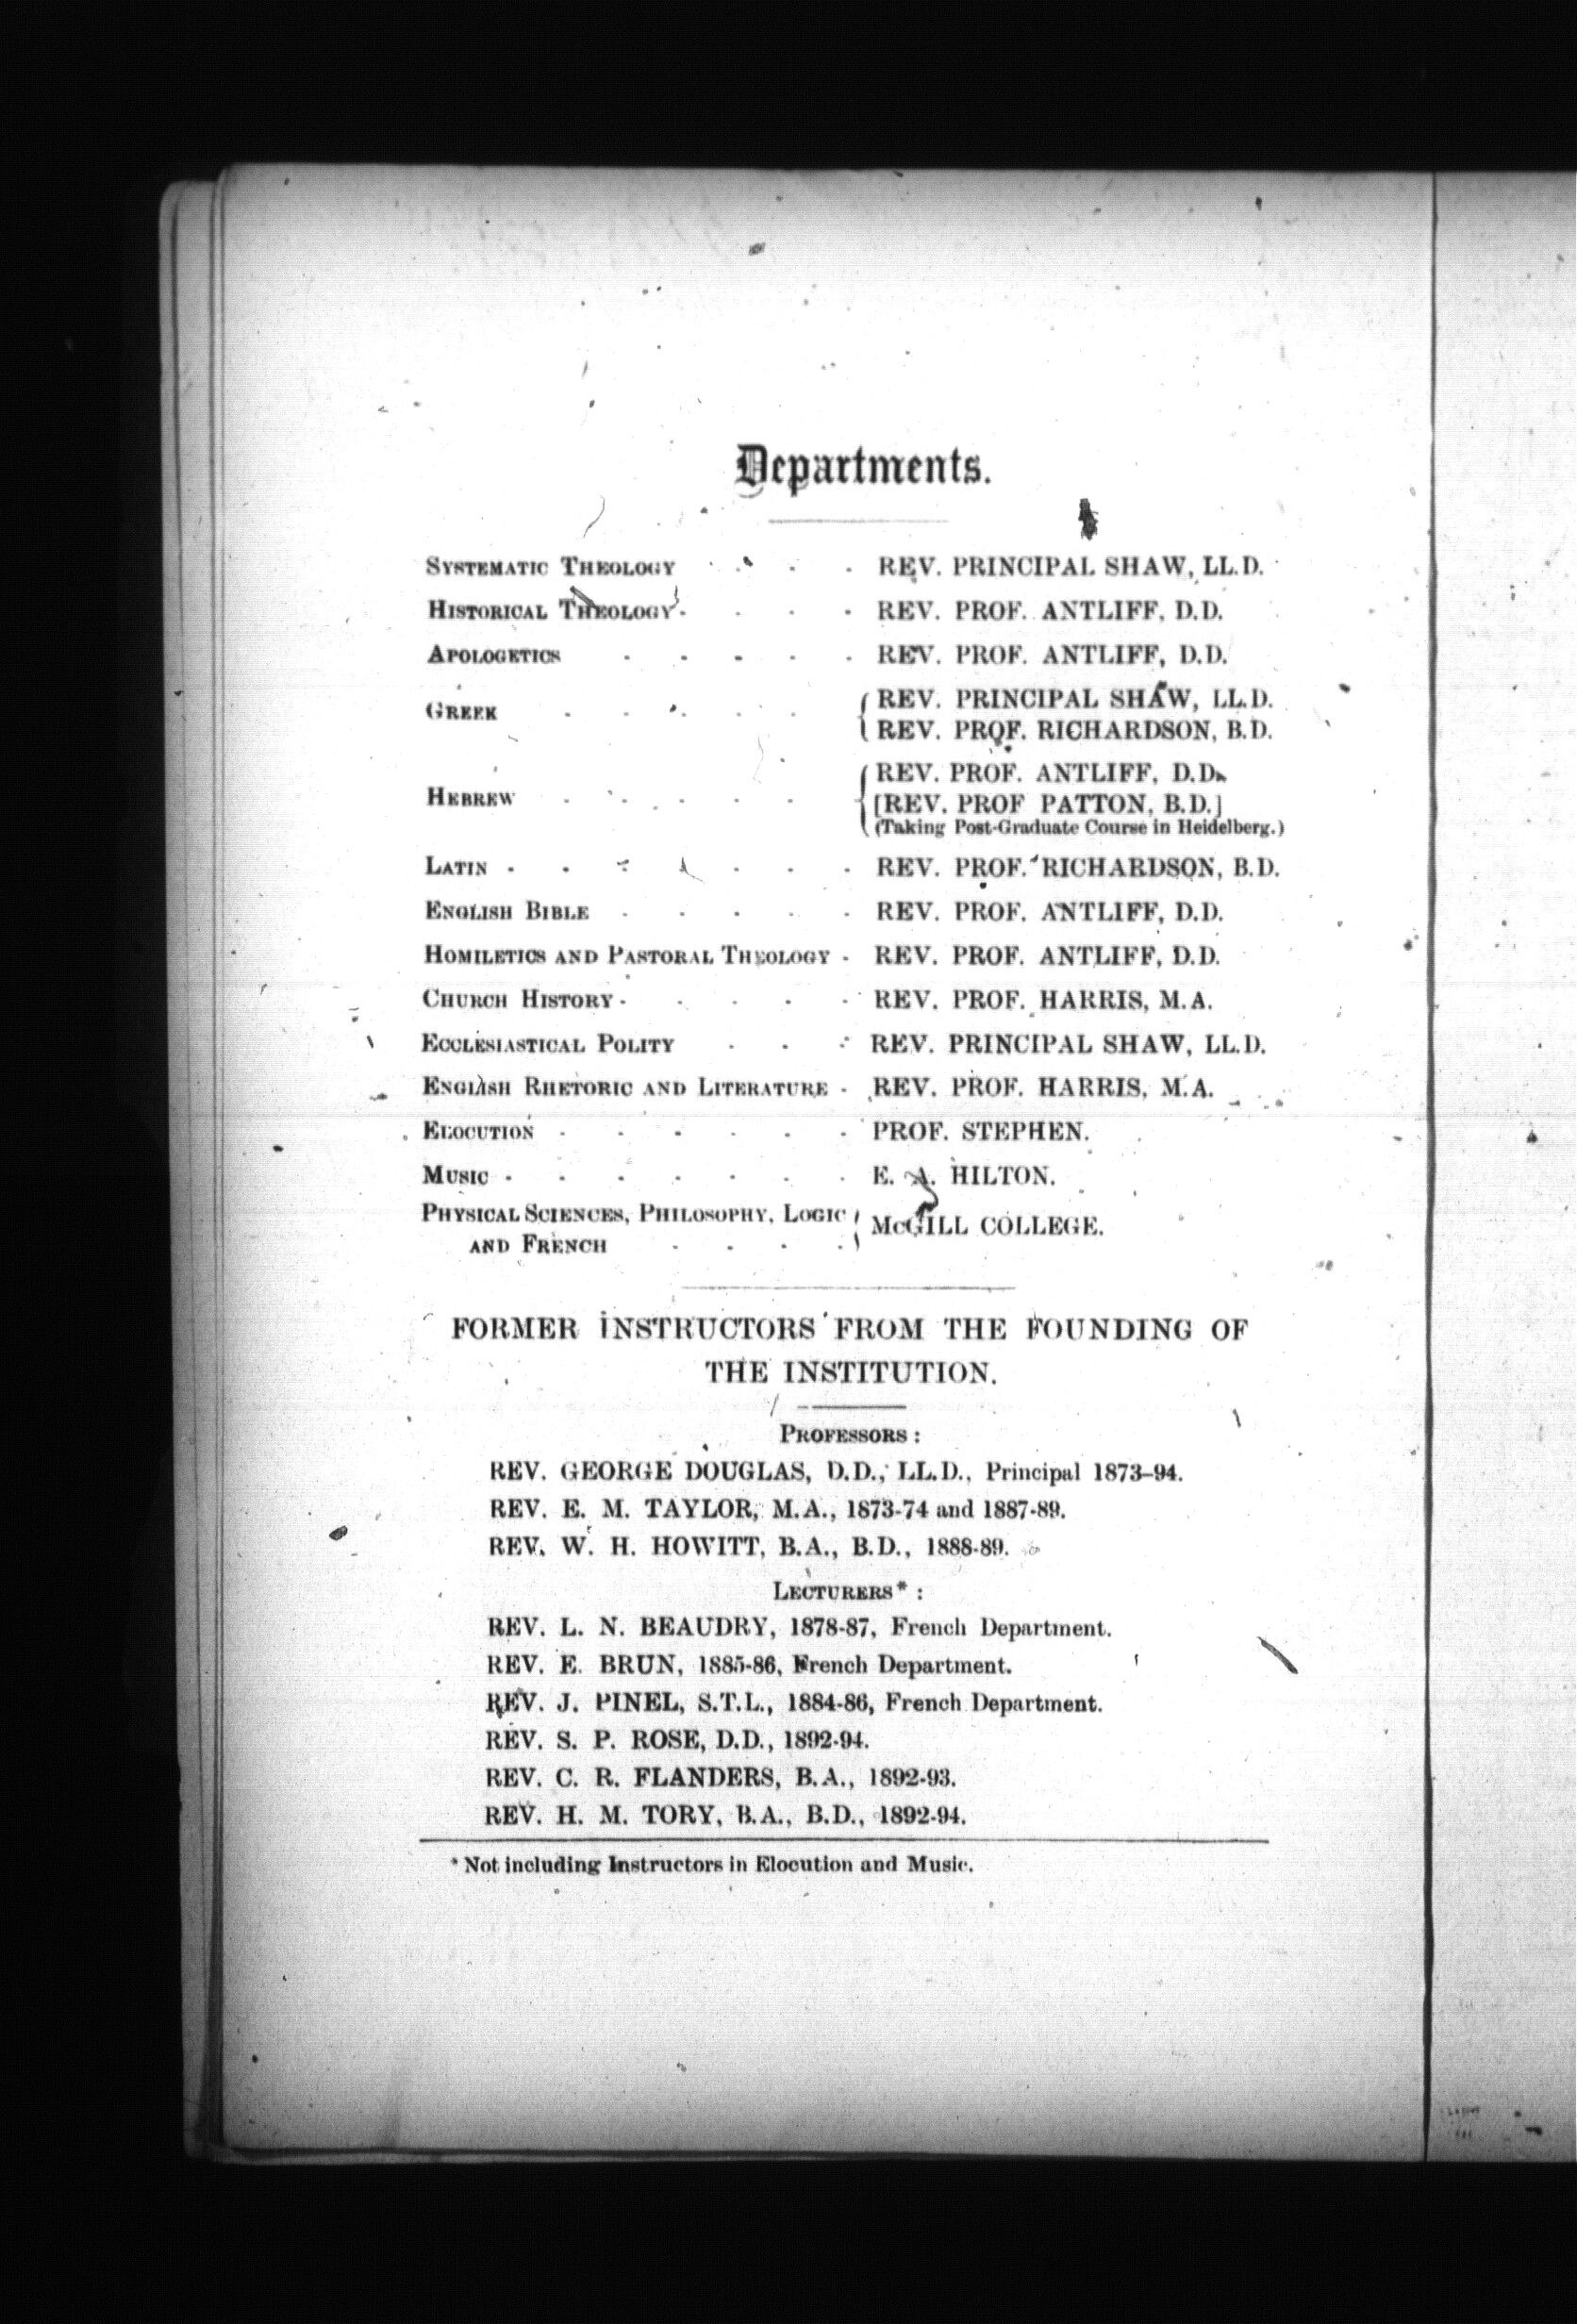 Departments.
SYSTEMATIC THEOLOGY - - - REV. PRINCIPAL SHAW, LL.D.
HISTORICAL THEOLOGY - - - - REV. PROF. ANTLIFF, D.D.
APOLOGETICS - - - - - REV. PROF. ANTLIFF, D.D.
GREEK - - - - - { REV. PRINCIPAL SHAW, LL.D.
REV. PROF. RICHARDSON, B.D.
HEBREW - - - - - { REV. PROF. ANTLIFF, D.D.
[REV. PROF PATTON, B.D.]
(Taking Post-Graduate Course in Heidelberg.)
LATIN - - - - - - - REV. PROF. RICHARDSON, B.D.
ENGLISH BIBLE - - - - - REV. PROF. ANTLIFF, D.D.
HOMILETICS AND PASTORAL THEOLOGY - REV. PROF. ANTLIFF, D.D.
CHURCH HISTORY - - - - - REV. PROF. HARRIS, M.A.
ECCLESIASTICAL POLITY - - - REV. PRINCIPAL SHAW, LL.D.
ENGLISH RHETORIC AND LITERATURE - REV. PROF. HARRIS, M.A.
ELOCUTION - - - - - - PROF. STEPHEN.
MUSIC - - - - - - - E. A. HILTON.
PHYSICAL SCIENCES, PHILOSOPHY, LOGIC } McGILL COLLEGE.
AND FRENCH - - - -
FORMER INSTRUCTORS FROM THE FOUNDING OF
THE INSTITUTION.
PROFESSORS :
REV. GEORGE DOUGLAS, D.D., LL.D., Principal 1873-94.
REV. E. M. TAYLOR, M.A., 1873-74 and 1887-89.
REV. W. H. HOWITT, B.A., B.D., 1888-89.
LECTURERS* :
REV. L. N. BEAUDRY, 1878-87, French Department.
REV. E. BRUN, 1885-86, French Department.
REV. J. PINEL, S.T.L., 1884-86, French Department.
REV. S. P. ROSE, D.D., 1892-94.
REV. C. R. FLANDERS, B.A., 1892-93.
REV. H. M. TORY, B.A., B.D., 1892-94.
* Not including Instructors in Elocution and Music.